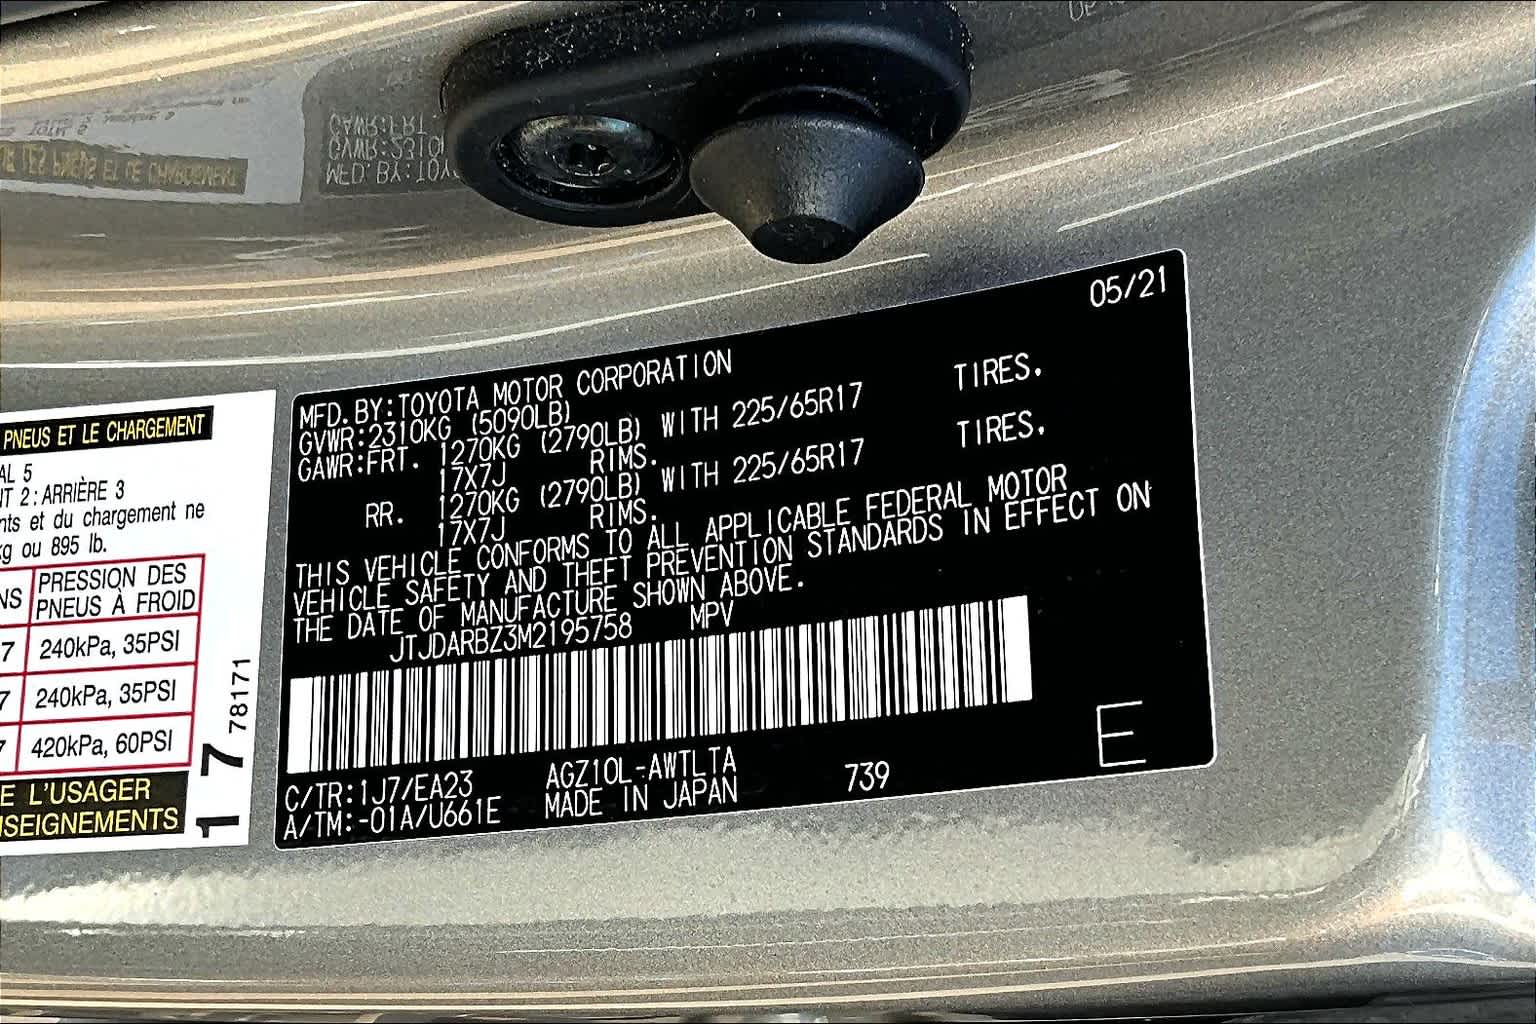 PNEUS ET LE CHARGEMENT
AL 5
NT 2 : ARRIÈRE 3
nts et du chargement ne
kg ou 895 lb.
NS PRESSION DES PNEUS À FROID
7 240kPa, 35PSI
7 240kPa, 35PSI
7 420kPa, 60PSI
E L'USAGER
NSEIGNEMENTS
17 78171
05/21
MFD.BY:TOYOTA MOTOR CORPORATION
GVWR:2310KG (5090LB)
GAWR:FRT. 1270KG (2790LB) WITH 225/65R17 TIRES.
17X7J RIMS.
RR. 1270KG (2790LB) WITH 225/65R17 TIRES.
17X7J RIMS.
THIS VEHICLE CONFORMS TO ALL APPLICABLE FEDERAL MOTOR
VEHICLE SAFETY AND THEFT PREVENTION STANDARDS IN EFFECT ON
THE DATE OF MANUFACTURE SHOWN ABOVE.
JTJDARBZ3M2195758 MPV
E
C/TR:1J7/EA23 AGZ10L-AWTLTA
A/TM:-01A/U661E MADE IN JAPAN 739